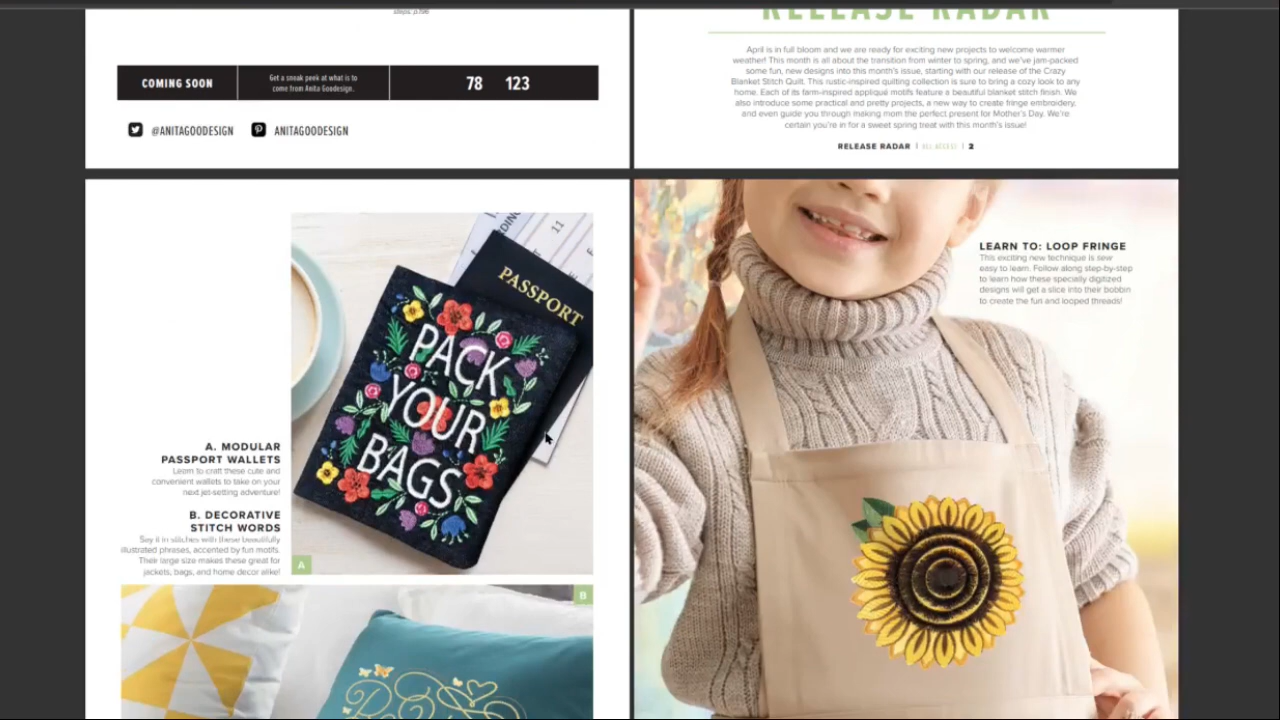 steps. p.596
COMING SOON
Get a sneak peek at what is to
come from Anita Goodesign.
78 123
@ANITAGOODESIGN ANITAGOODESIGN
RELEASE RADAR
April is in full bloom and we are ready for exciting new projects to welcome warmer
weather! This month is all about the transition from winter to spring, and we've jam-packed
some fun, new designs into this month's issue, starting with our release of the Crazy
Blanket Stitch Quilt. This rustic-inspired quilting collection is sure to bring a cozy look to any
home. Each of its farm-inspired appliqué motifs feature a beautiful blanket stitch finish. We
also introduce some practical and pretty projects, a new way to create fringe embroidery,
and even guide you through making mom the perfect present for Mother's Day. We're
certain you're in for a sweet spring treat with this month's issue!
RELEASE RADAR | ALL ACCESS | 2
PASSPORT
11
PACK
YOUR
BAGS
A. MODULAR
PASSPORT WALLETS
Learn to craft these cute and
convenient wallets to take on your
next jet-setting adventure!
B. DECORATIVE
STITCH WORDS
Say it in stitches with these beautifully
illustrated phrases, accented by fun motifs.
Their large size makes these great for
jackets, bags, and home decor alike!
A
B
LEARN TO: LOOP FRINGE
This exciting new technique is sew
easy to learn. Follow along step-by-step
to learn how these specially digitized
designs will get a slice into their bobbin
to create the fun and looped threads!